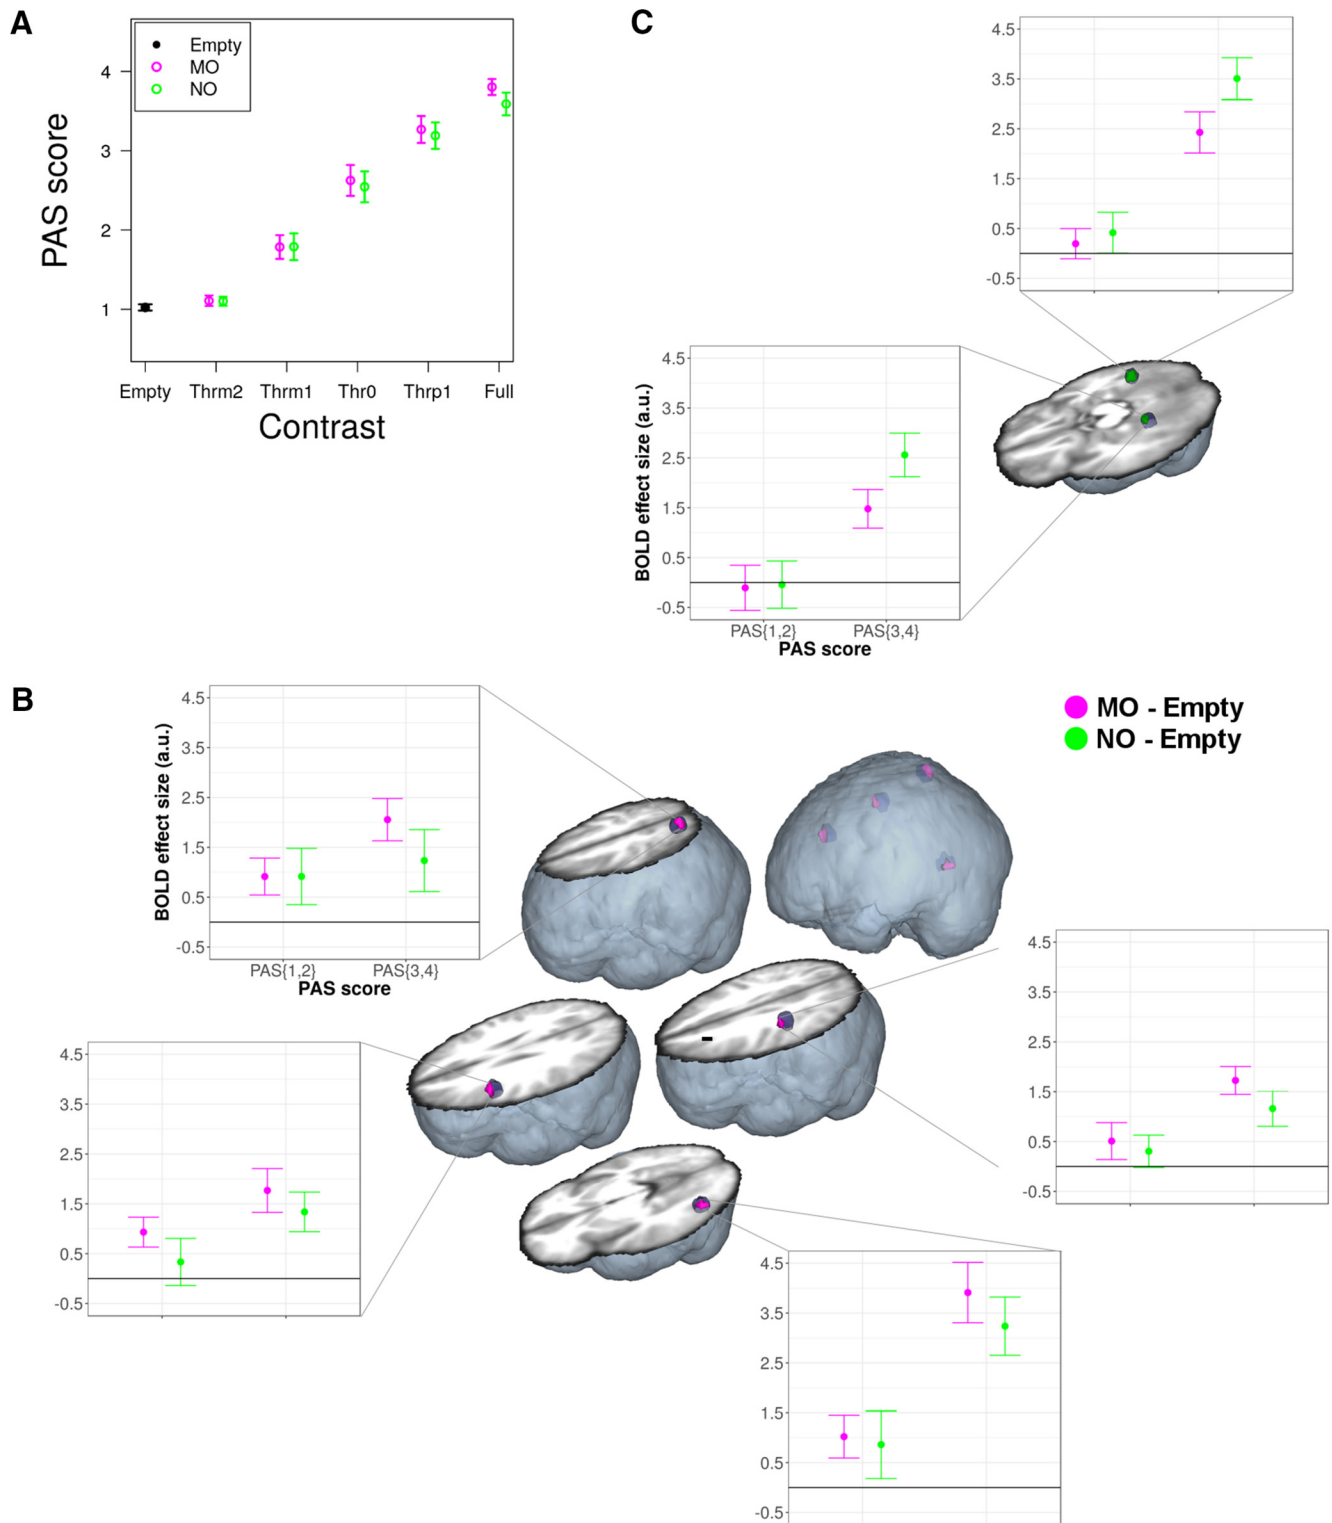 A
PAS score
4
3
2
1
Empty
MO
NO
Empty Thrm2 Thrm1 Thr0 Thrp1 Full
Contrast
C
4.5
3.5
2.5
1.5
0.5
-0.5
BOLD effect size (a.u.)
4.5
3.5
2.5
1.5
0.5
-0.5
PAS{1,2} PAS{3,4}
PAS score
B
BOLD effect size (a.u.)
4.5
3.5
2.5
1.5
0.5
-0.5
PAS{1,2} PAS{3,4}
PAS score
MO - Empty
NO - Empty
4.5
3.5
2.5
1.5
0.5
-0.5
4.5
3.5
2.5
1.5
0.5
-0.5
4.5
3.5
2.5
1.5
0.5
-0.5